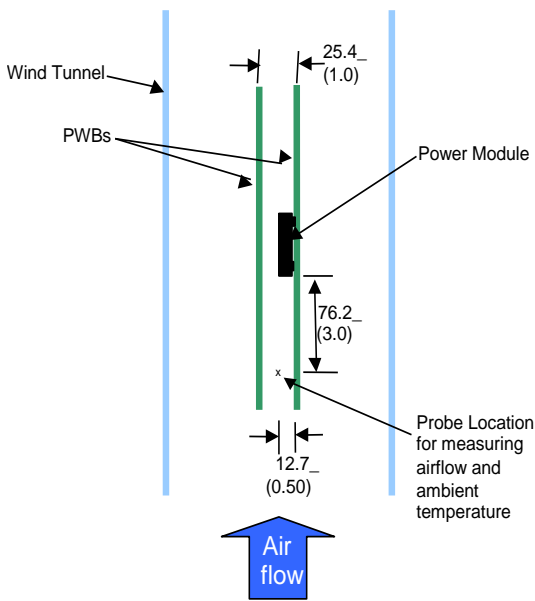 25.4_
(1.0)
Wind Tunnel
PWBs
Power Module
76.2_
(3.0)
x
Probe Location
for measuring
airflow and
ambient
temperature
12.7_
(0.50)
Air
flow